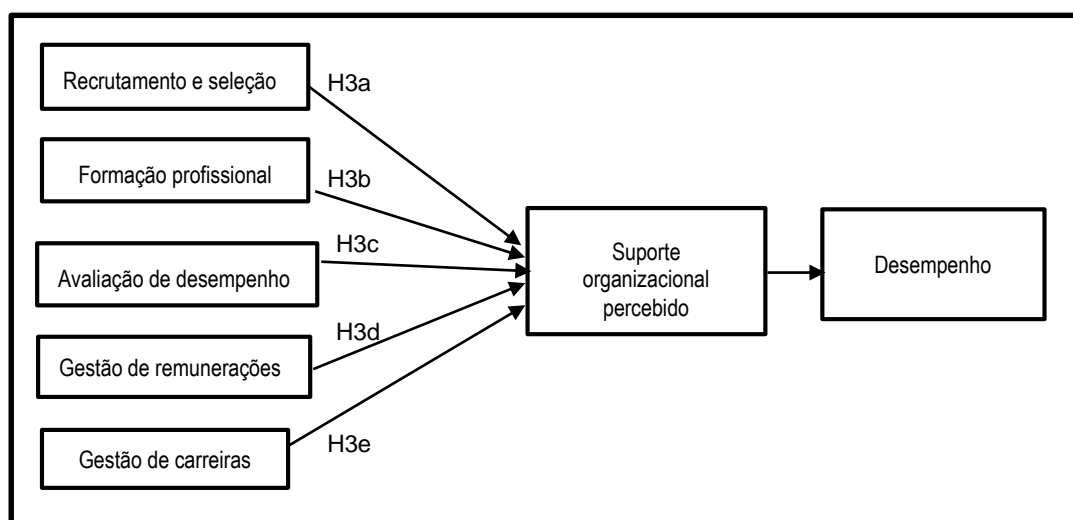 Recrutamento e seleção
H3a
Formação profissional
H3b
Avaliação de desempenho
H3c
Gestão de remunerações
H3d
Gestão de carreiras
H3e
Suporte
organizacional
percebido
Desempenho